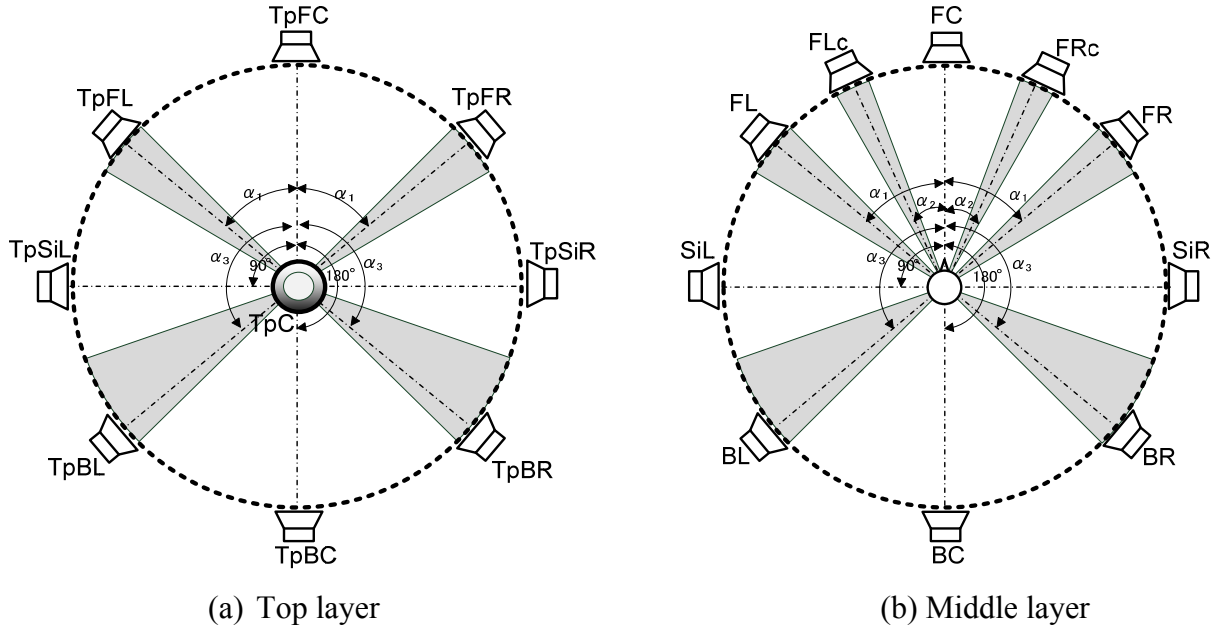 TpFC
TpFL
TpFR
α₁
α₁
TpSiL
α₃
90°
180°
α₃
TpSiR
TpC
TpBL
TpBR
TpBC
(a) Top layer
FC
FLc
FRc
FL
FR
α₁
α₂
α₂
α₁
SiL
α₃
90°
180°
α₃
SiR
BL
BR
BC
(b) Middle layer